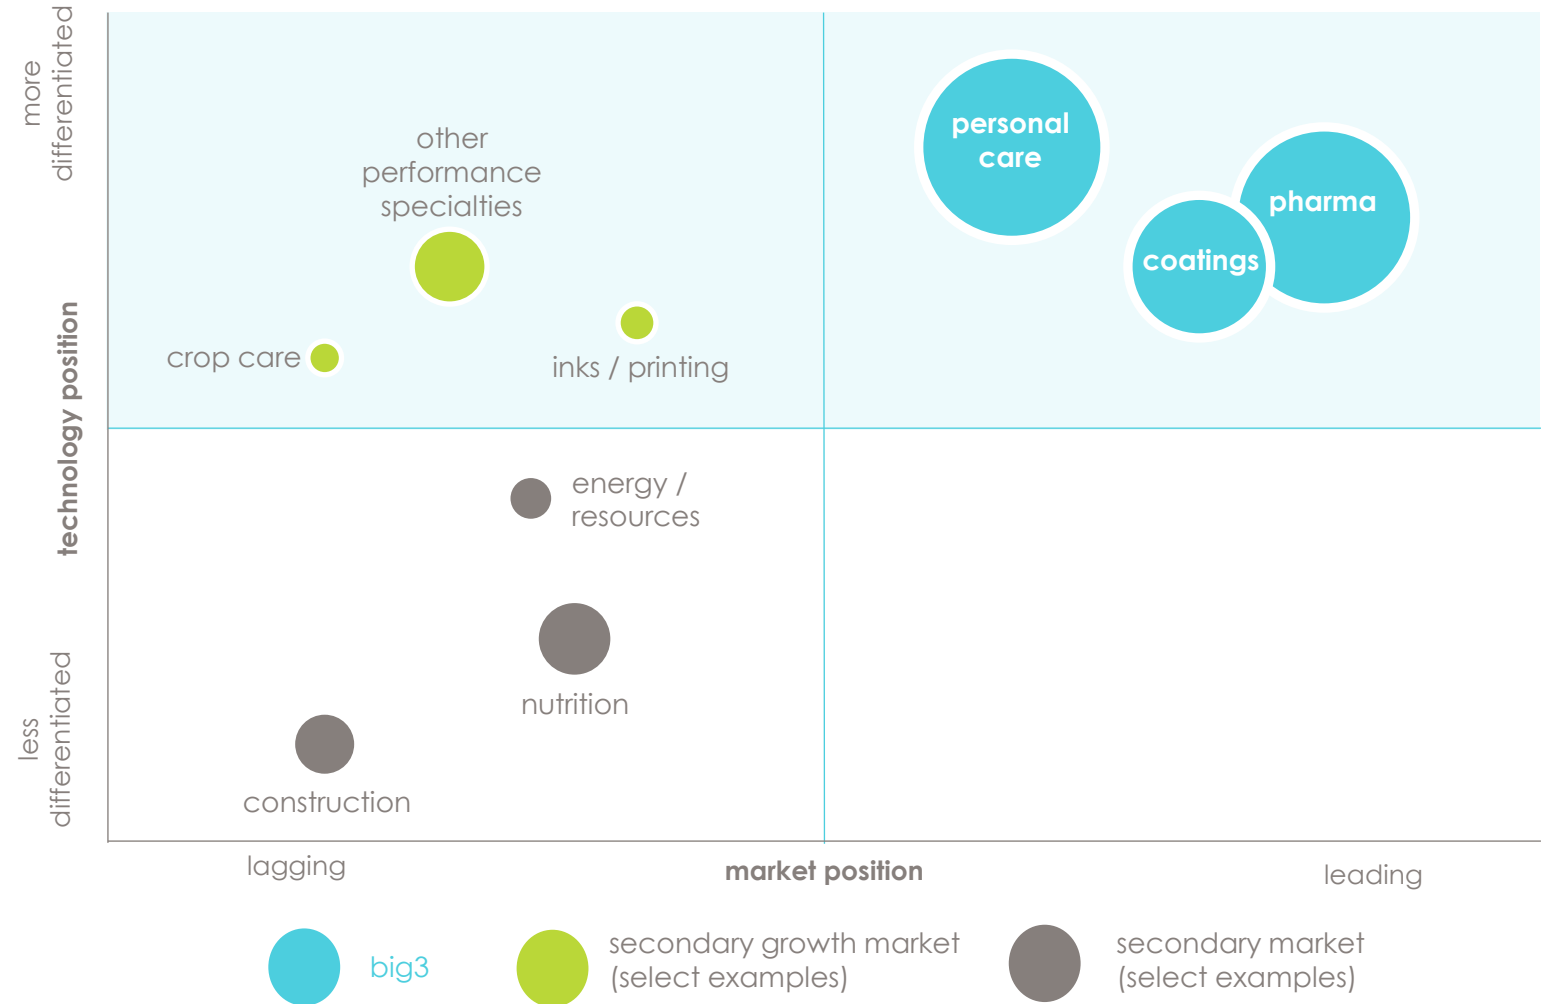 more
differentiated
technology position
less
differentiated
other
performance
specialties
crop care
inks / printing
personal
care
pharma
coatings
energy /
resources
nutrition
construction
lagging
market position
leading
big3
secondary growth market
(select examples)
secondary market
(select examples)